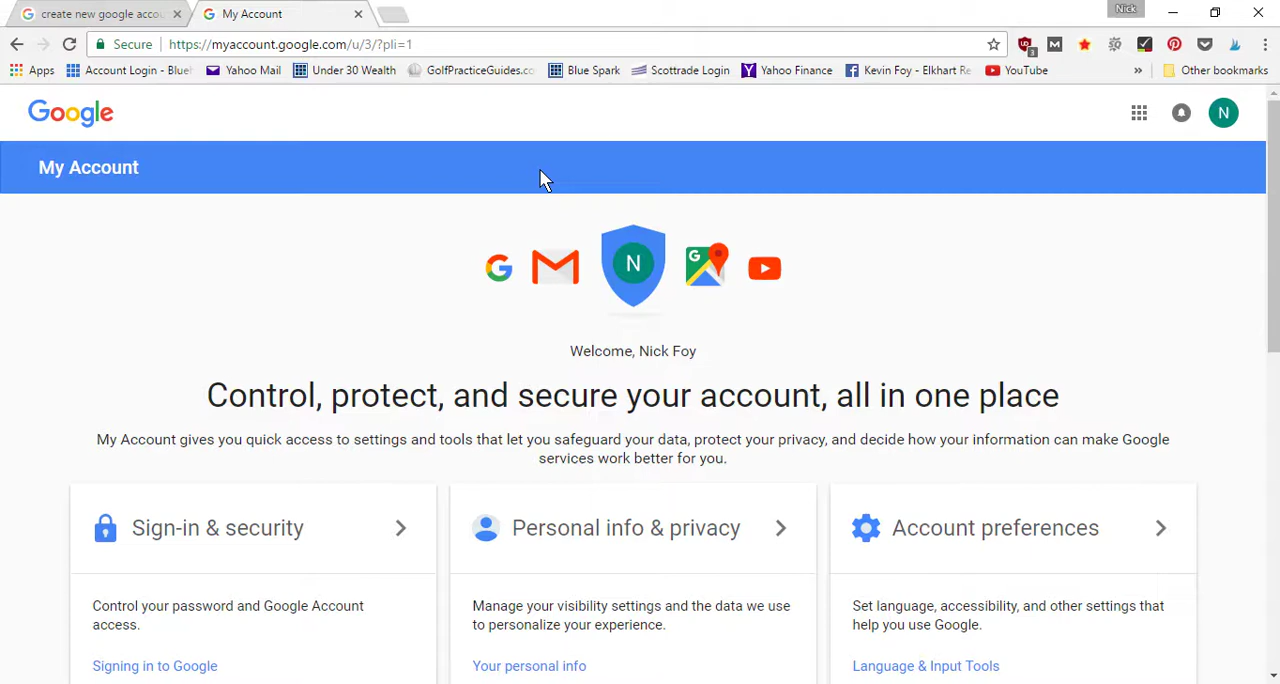 create new google accou
My Account
Nick
Secure
https://myaccount.google.com/u/3/?pli=1
Apps
Account Login - Blue
Yahoo Mail
Under 30 Wealth
GolfPracticeGuides.co
Blue Spark
Scottrade Login
Yahoo Finance
Kevin Foy - Elkhart Re
YouTube
»
Other bookmarks
Google
N
My Account
N
Welcome, Nick Foy
Control, protect, and secure your account, all in one place
My Account gives you quick access to settings and tools that let you safeguard your data, protect your privacy, and decide how your information can make Google
services work better for you.
Sign-in & security
Personal info & privacy
Account preferences
Control your password and Google Account
access.
Manage your visibility settings and the data we use
to personalize your experience.
Set language, accessibility, and other settings that
help you use Google.
Signing in to Google
Your personal info
Language & Input Tools